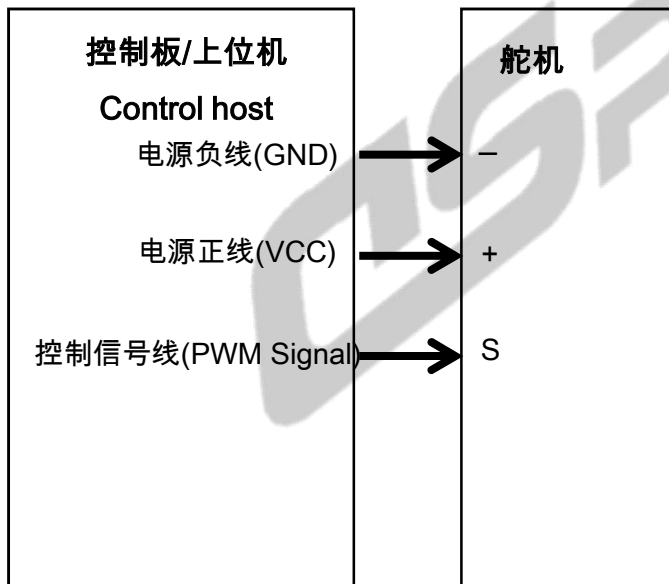 控制板/上位机
Control host
舵机
电源负线(GND)
–
电源正线(VCC)
+
控制信号线(PWM Signal)
S